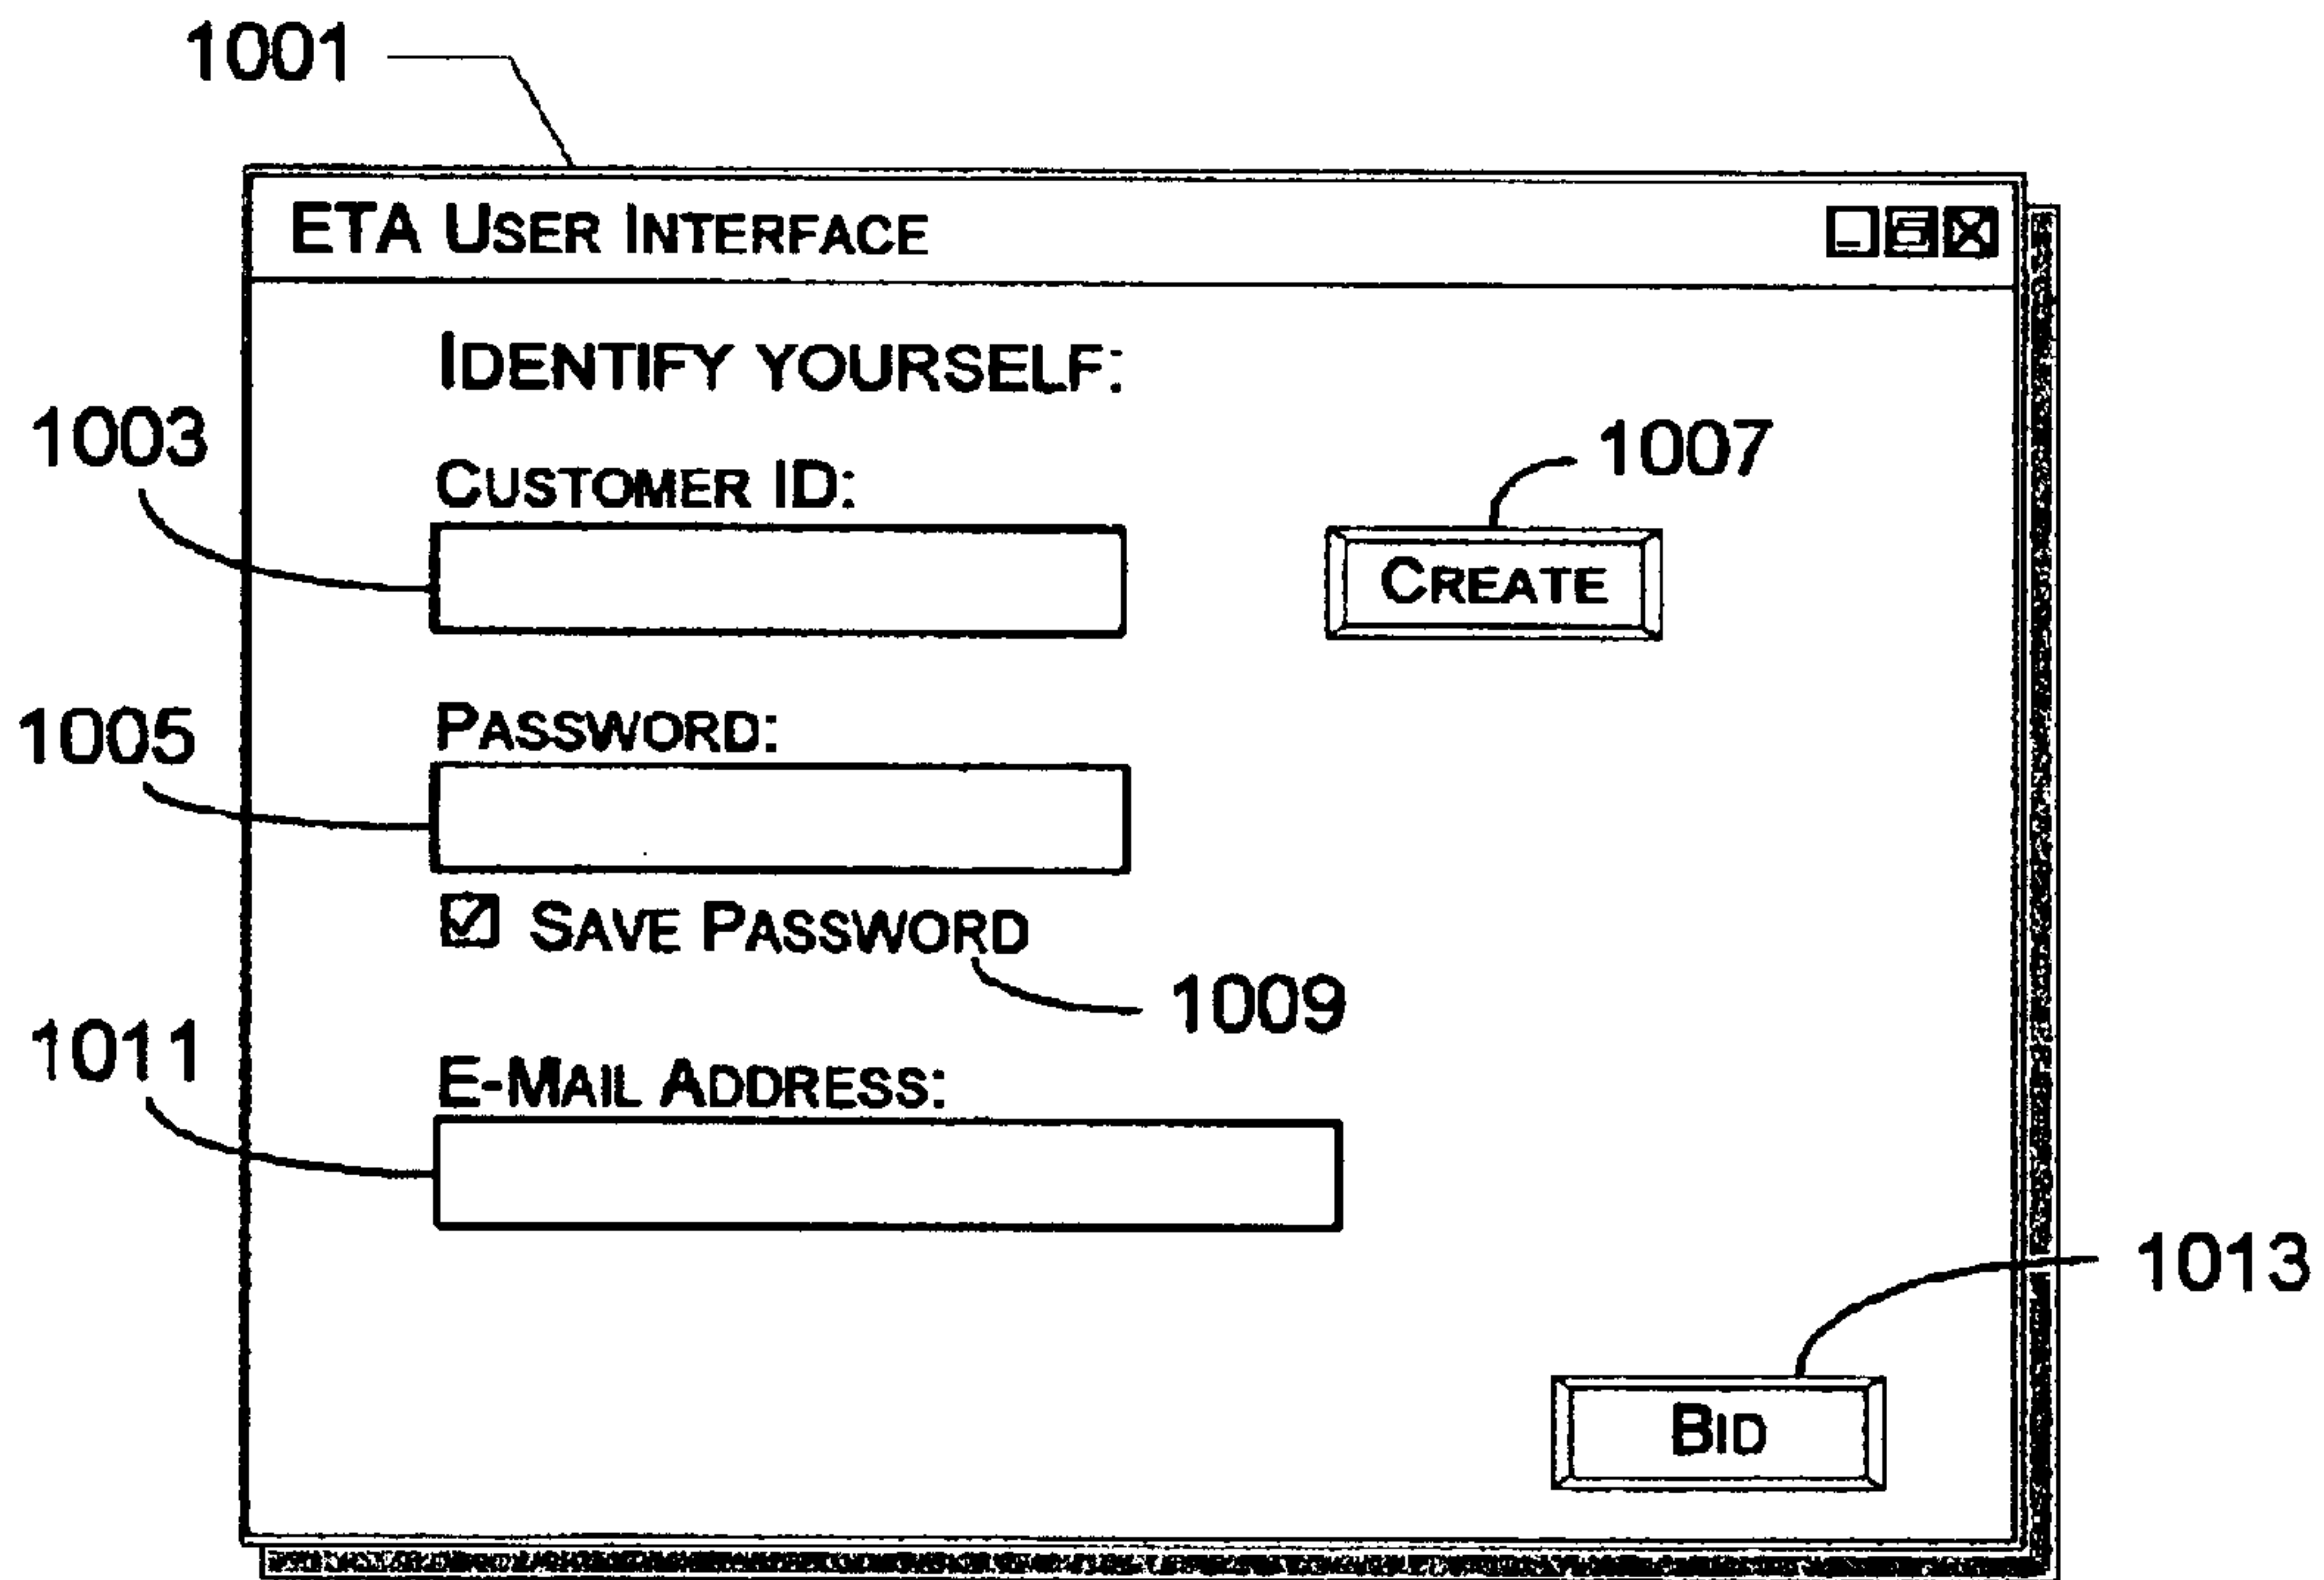 1001
ETA USER INTERFACE
IDENTIFY YOURSELF:
1003
1007
CUSTOMER ID:
CREATE
1005
PASSWORD:
SAVE PASSWORD
1009
1011
E-MAIL ADDRESS:
1013
BID